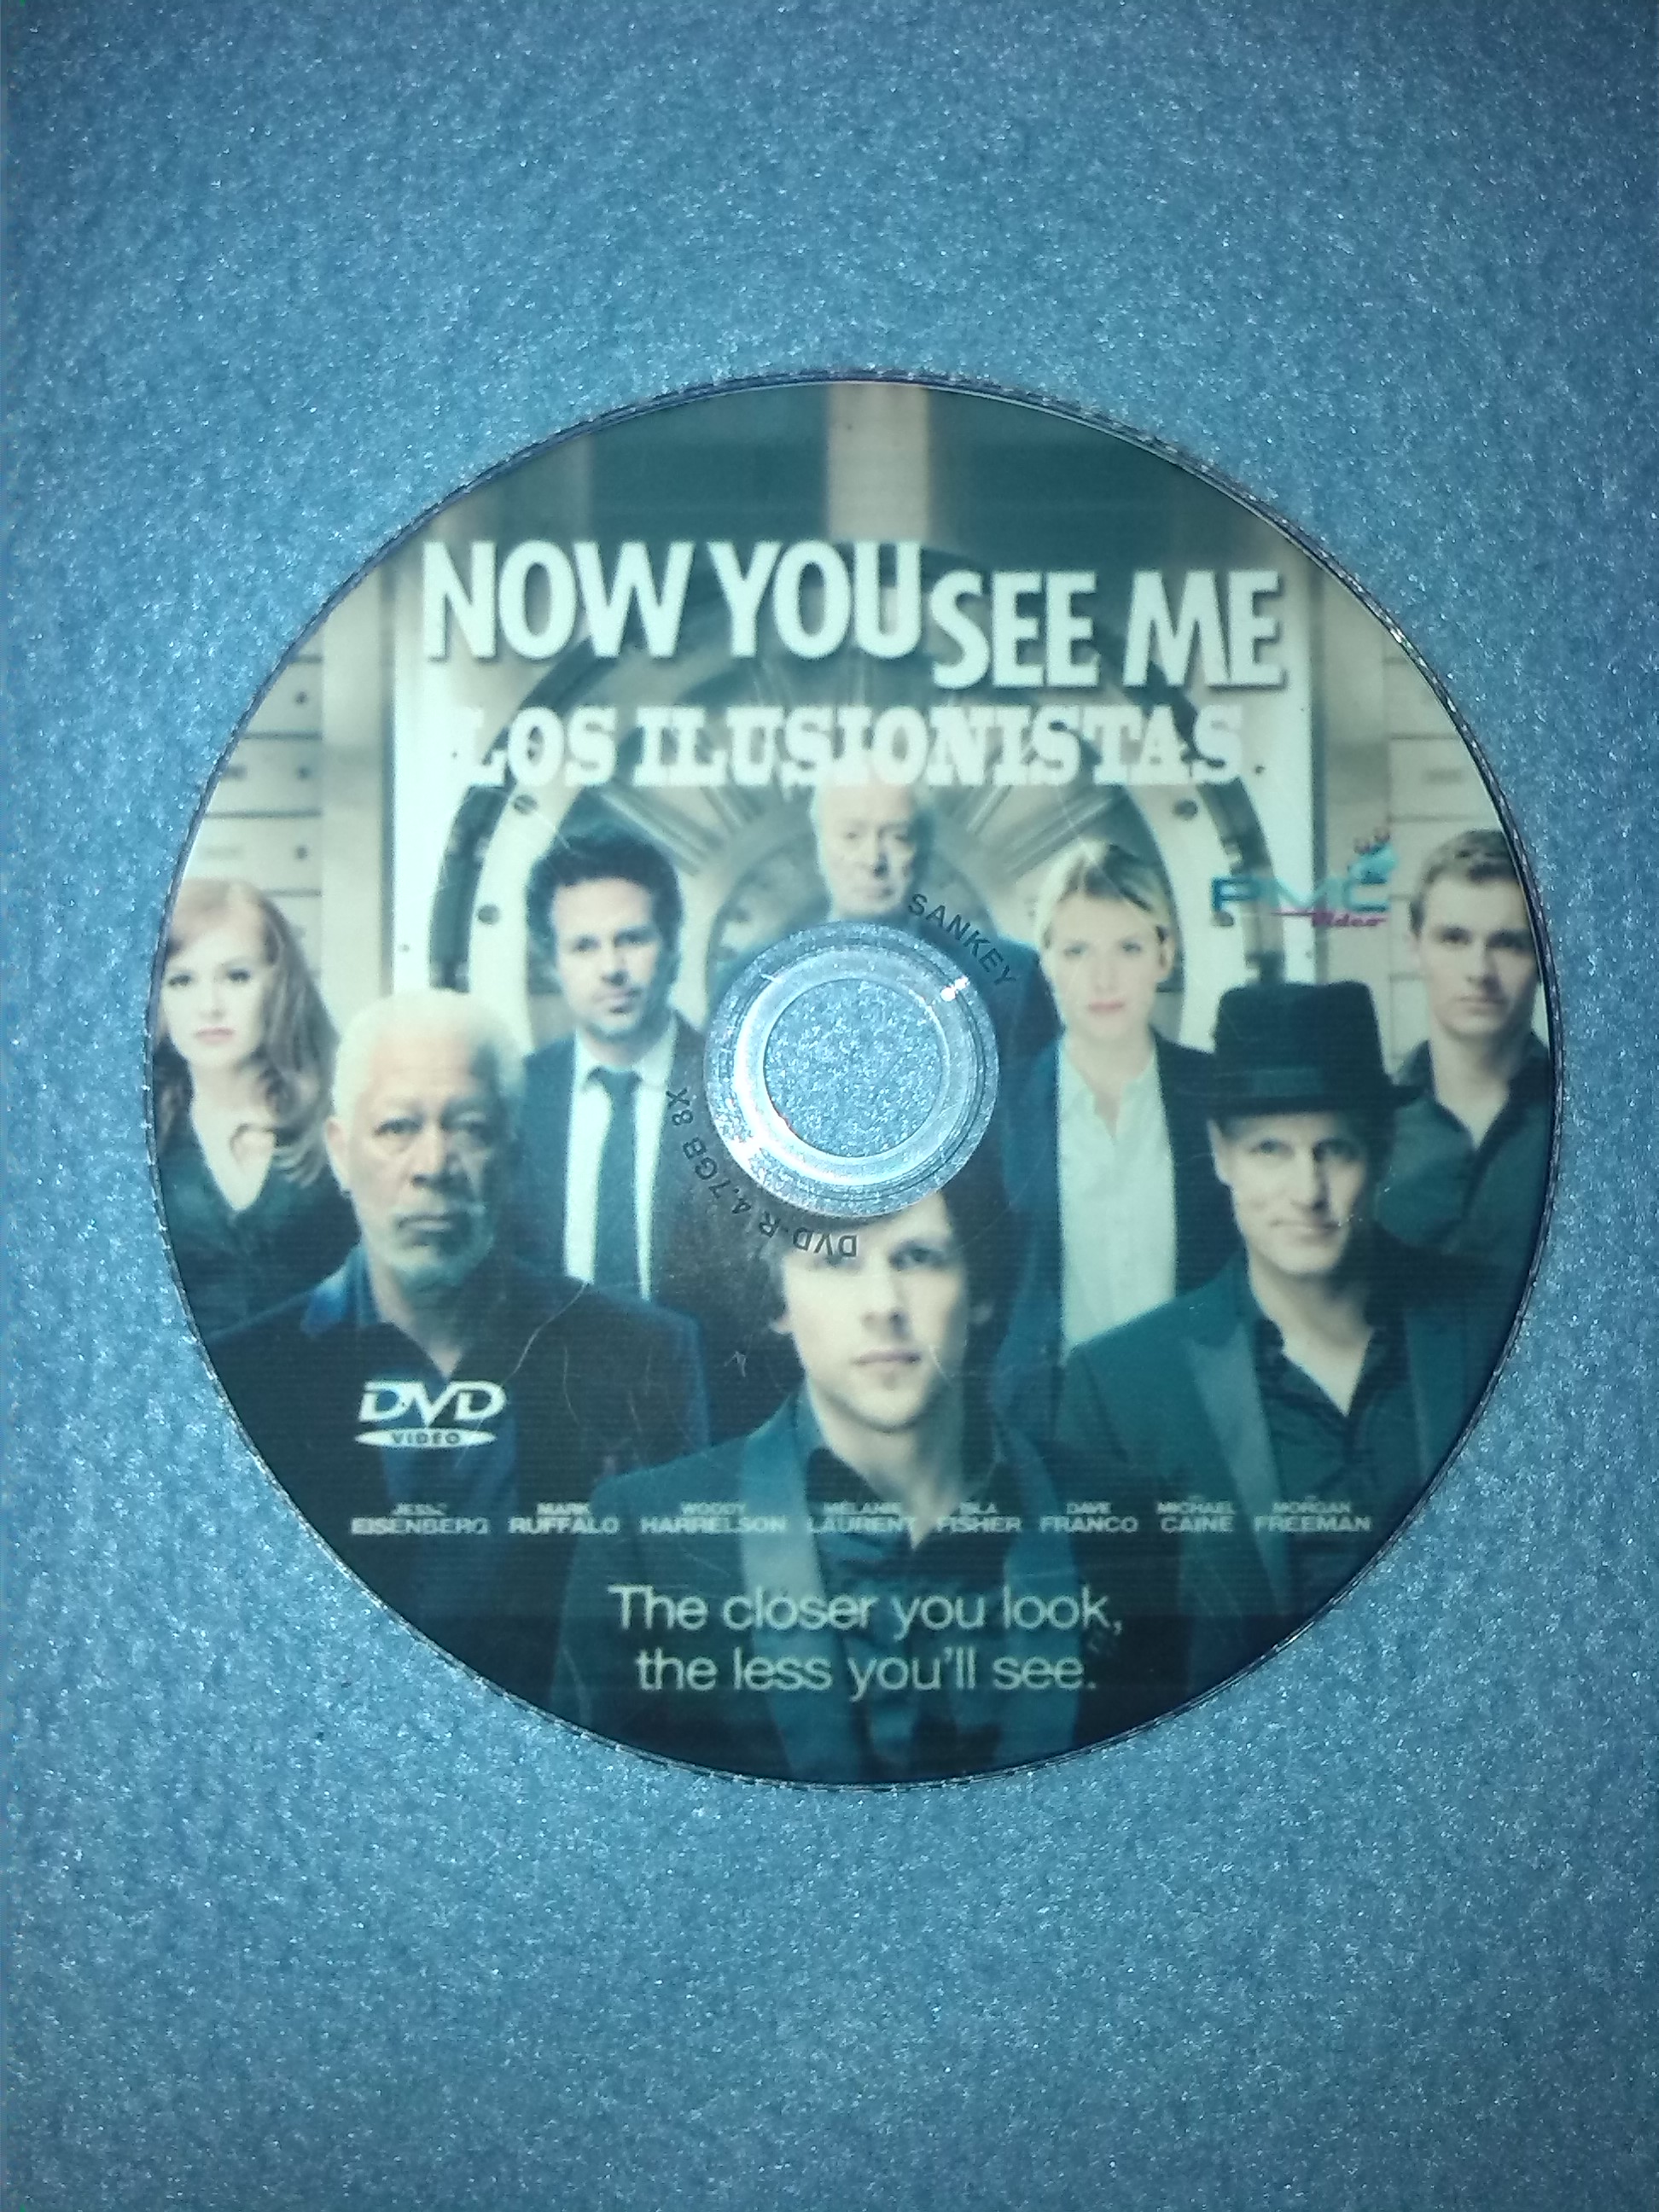 NOW YOU SEE ME
LOS ILUSIONISTAS
PMC
Video
SANKEY
DVD-R 4.7GB 8X
DVD
VIDEO
JESSE EISENBERG MARK RUFFALO WOODY HARRELSON MÉLANIE LAURENT ISLA FISHER DAVE FRANCO MICHAEL CAINE MORGAN FREEMAN
The closer you look,
the less you'll see.